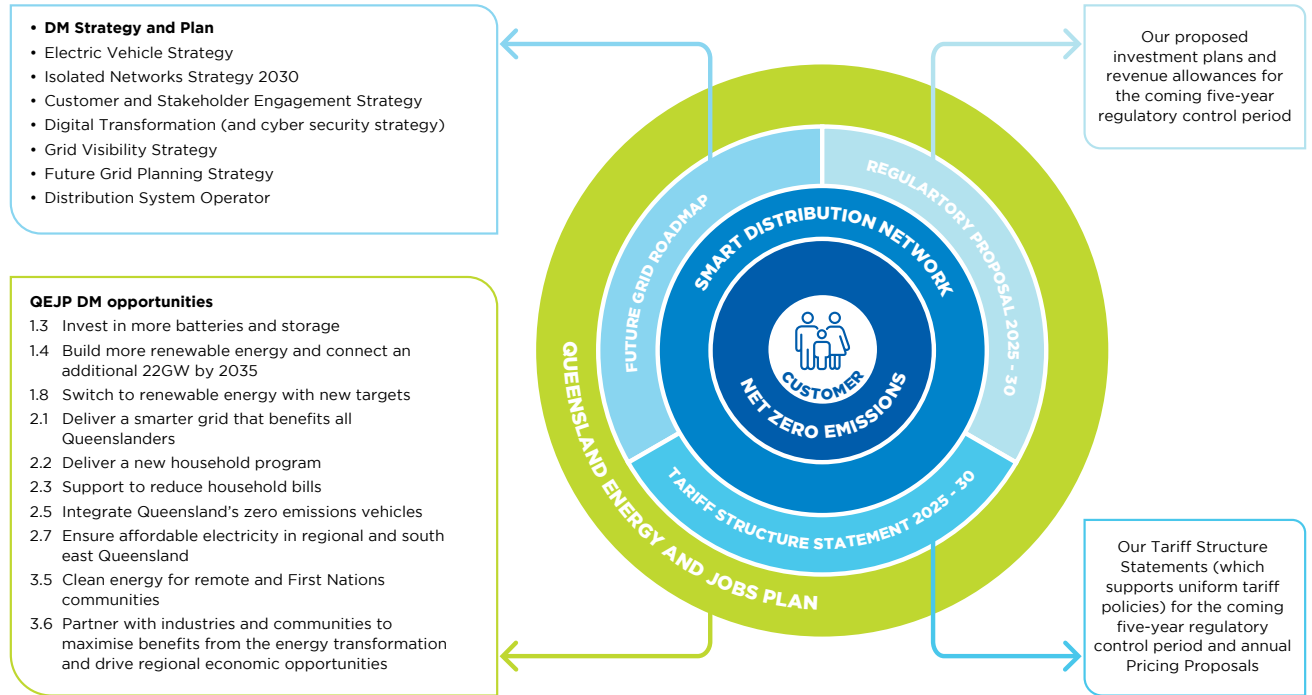 • DM Strategy and Plan
• Electric Vehicle Strategy
• Isolated Networks Strategy 2030
• Customer and Stakeholder Engagement Strategy
• Digital Transformation (and cyber security strategy)
• Grid Visibility Strategy
• Future Grid Planning Strategy
• Distribution System Operator
Our proposed
investment plans and
revenue allowances for
the coming five-year
regulatory control period
QEJP DM opportunities
1.3 Invest in more batteries and storage
1.4 Build more renewable energy and connect an
additional 22GW by 2035
1.8 Switch to renewable energy with new targets
2.1 Deliver a smarter grid that benefits all
Queenslanders
2.2 Deliver a new household program
2.3 Support to reduce household bills
2.5 Integrate Queensland's zero emissions vehicles
2.7 Ensure affordable electricity in regional and south
east Queensland
3.5 Clean energy for remote and First Nations
communities
3.6 Partner with industries and communities to
maximise benefits from the energy transformation
and drive regional economic opportunities
FUTURE GRID ROADMAP
REGULARTORY PROPOSAL 2025 - 30
SMART DISTRIBUTION NETWORK
CUSTOMER
NET ZERO EMISSIONS
TARIFF STRUCTURE STATEMENT 2025 - 30
QUEENSLAND ENERGY AND JOBS PLAN
Our Tariff Structure
Statements (which
supports uniform tariff
policies) for the coming
five-year regulatory
control period and annual
Pricing Proposals